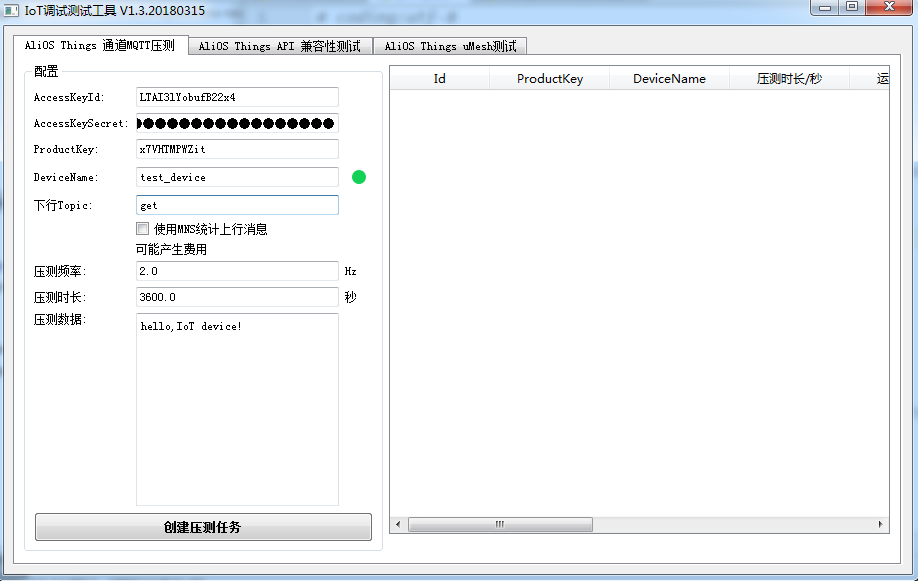 IoT调试测试工具 V1.3.20180315
AliOS Things 通道MQTT压测
AliOS Things API 兼容性测试
AliOS Things uMesh测试
配置
AccessKeyId: LTAI3lYobufB22x4
AccessKeySecret:
ProductKey: x7VHTMPWZit
DeviceName: test_device
下行Topic: get
使用MNS统计上行消息
可能产生费用
压测频率: 2.0 Hz
压测时长: 3600.0 秒
压测数据: hello,IoT device!
创建压测任务
Id ProductKey DeviceName 压测时长/秒 运